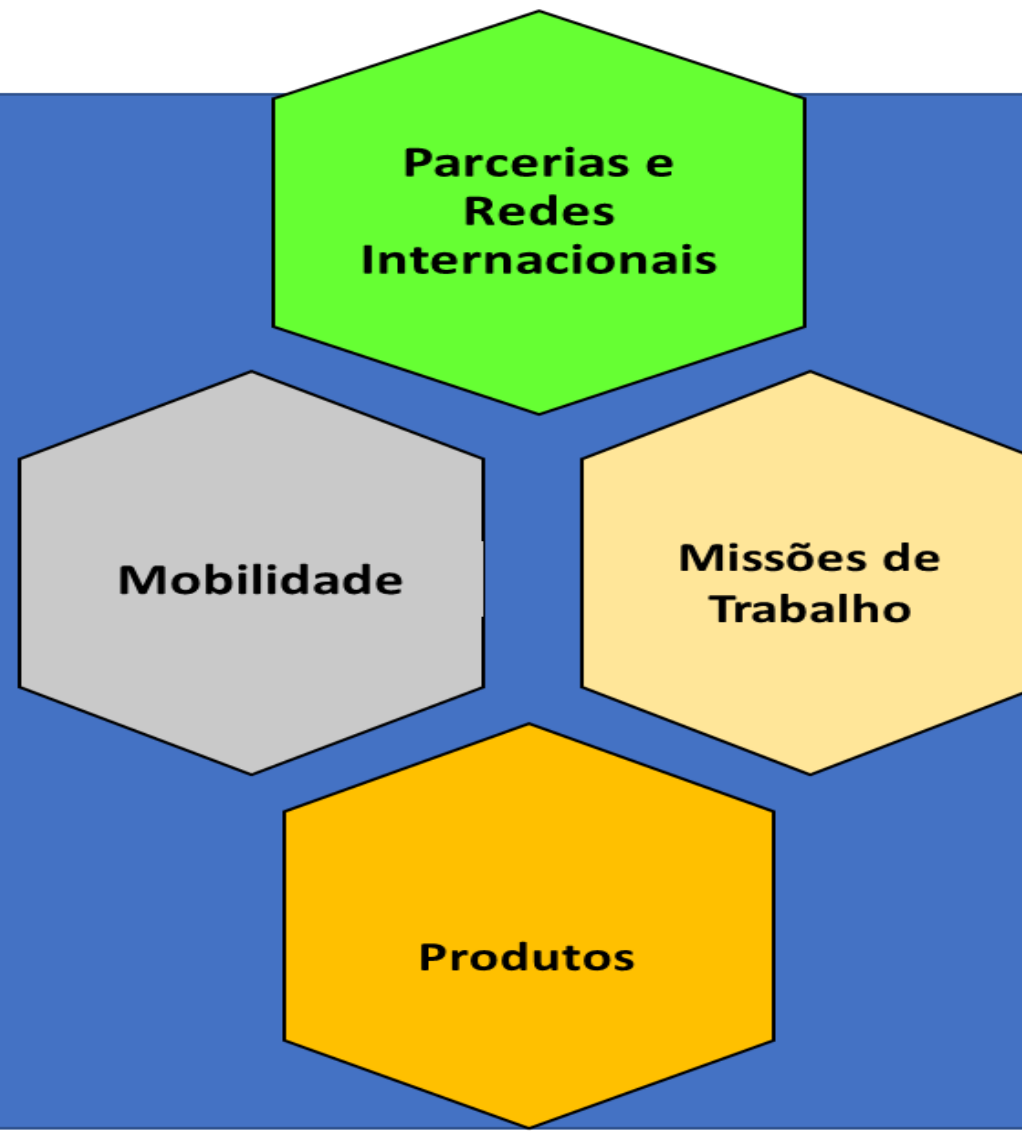 Parcerias e
Redes
Internacionais
Mobilidade
Missões de
Trabalho
Produtos